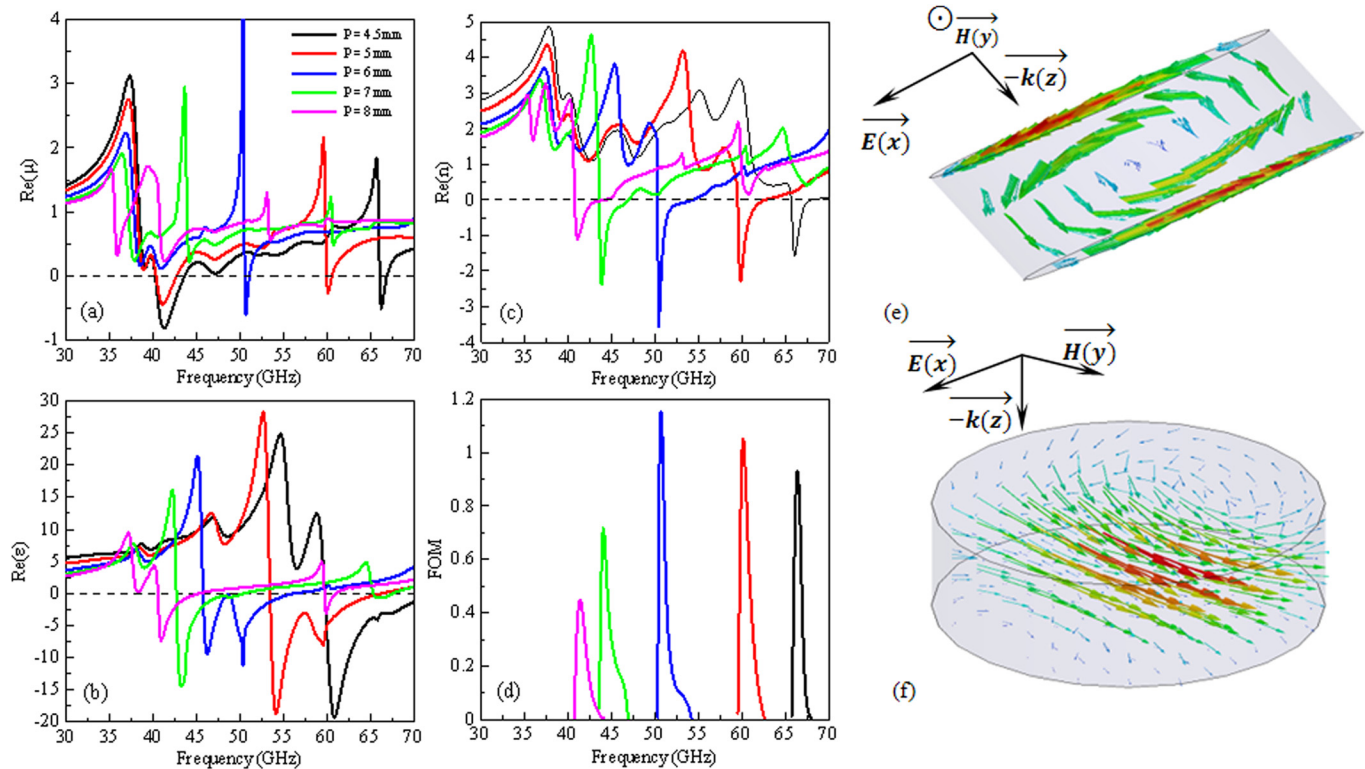 4
3
2
1
0
-1
Re(μ)
P = 4.5mm
P = 5 mm
P = 6 mm
P = 7 mm
P = 8 mm
(a)
30 35 40 45 50 55 60 65 70
Frequency (GHz)
5
4
3
2
1
0
-1
-2
-3
-4
-5
Re(n)
(c)
30 35 40 45 50 55 60 65 70
Frequency (GHz)
H(y)
-k(z)
E(x)
(e)
30
25
20
15
10
5
0
-5
-10
-15
-20
Re(ε)
(b)
30 35 40 45 50 55 60 65 70
Frequency (GHz)
1.2
1
0.8
0.6
0.4
0.2
0
FOM
(d)
30 35 40 45 50 55 60 65 70
Frequency (GHz)
E(x)
H(y)
-k(z)
(f)